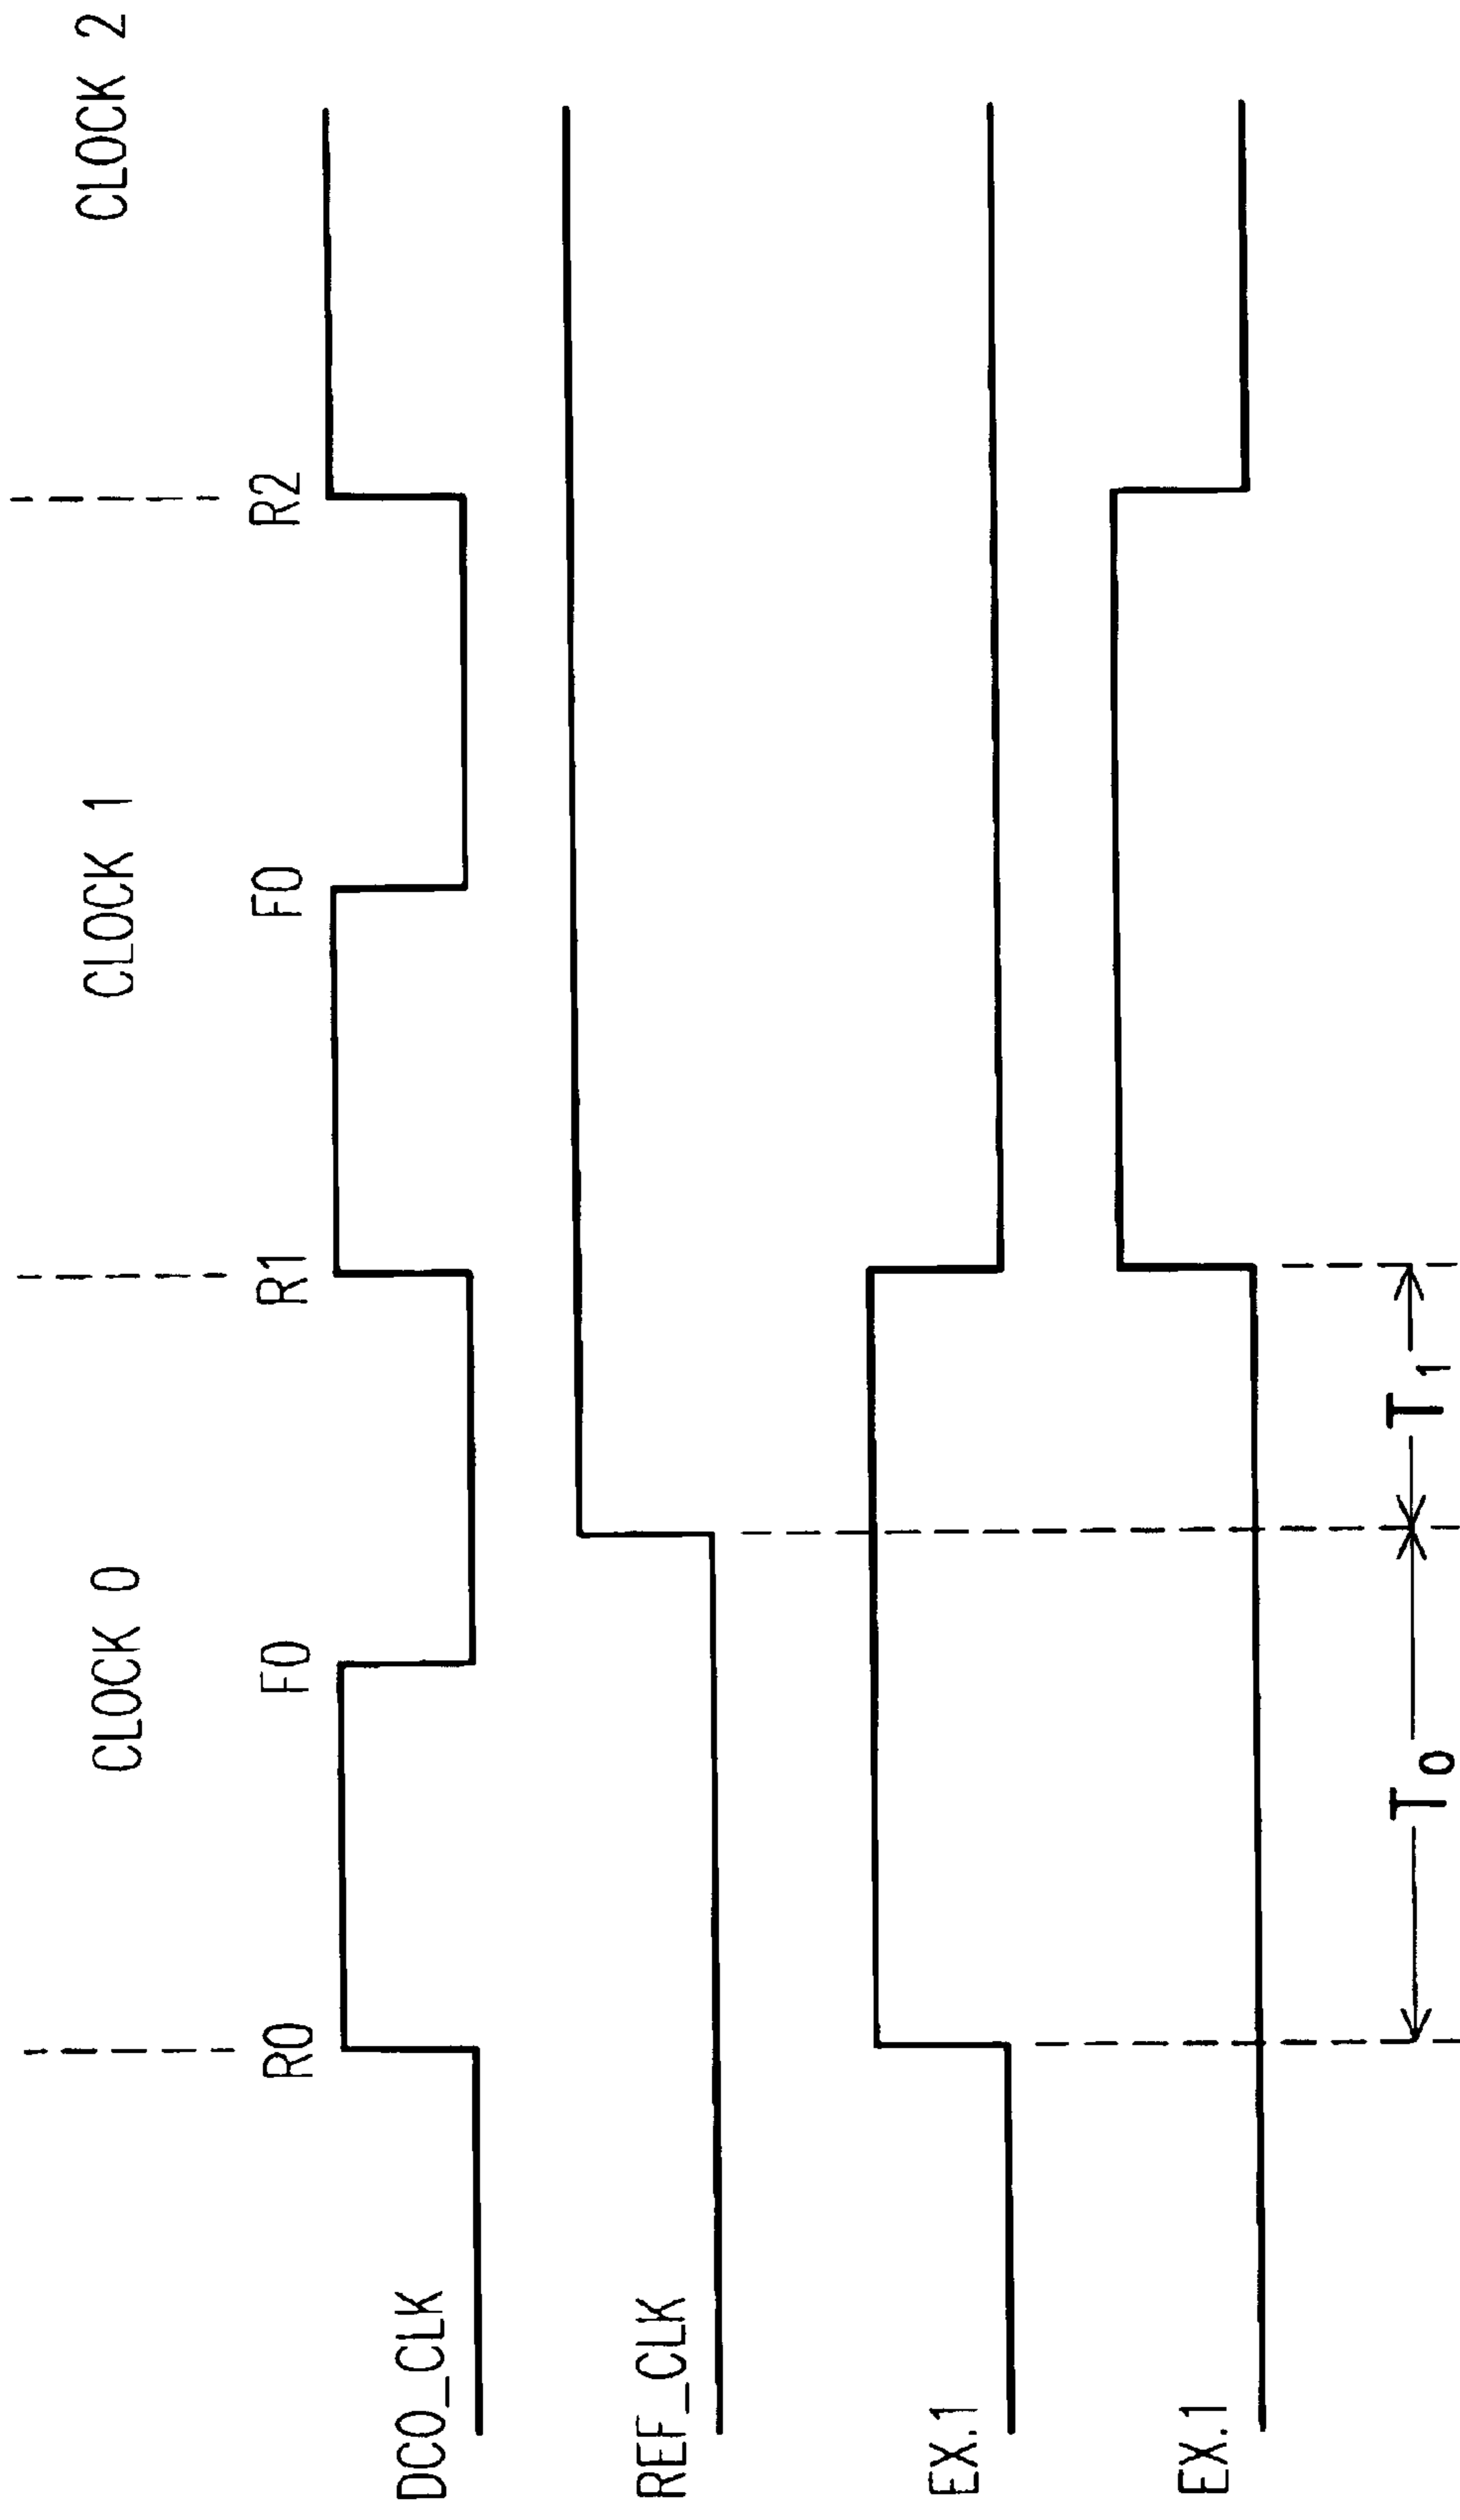 CLOCK 0 CLOCK 1 CLOCK 2
R0 F0 R1 F0 R2
DCO_CLK
REF_CLK
EX.1
EX.1
T0 T1